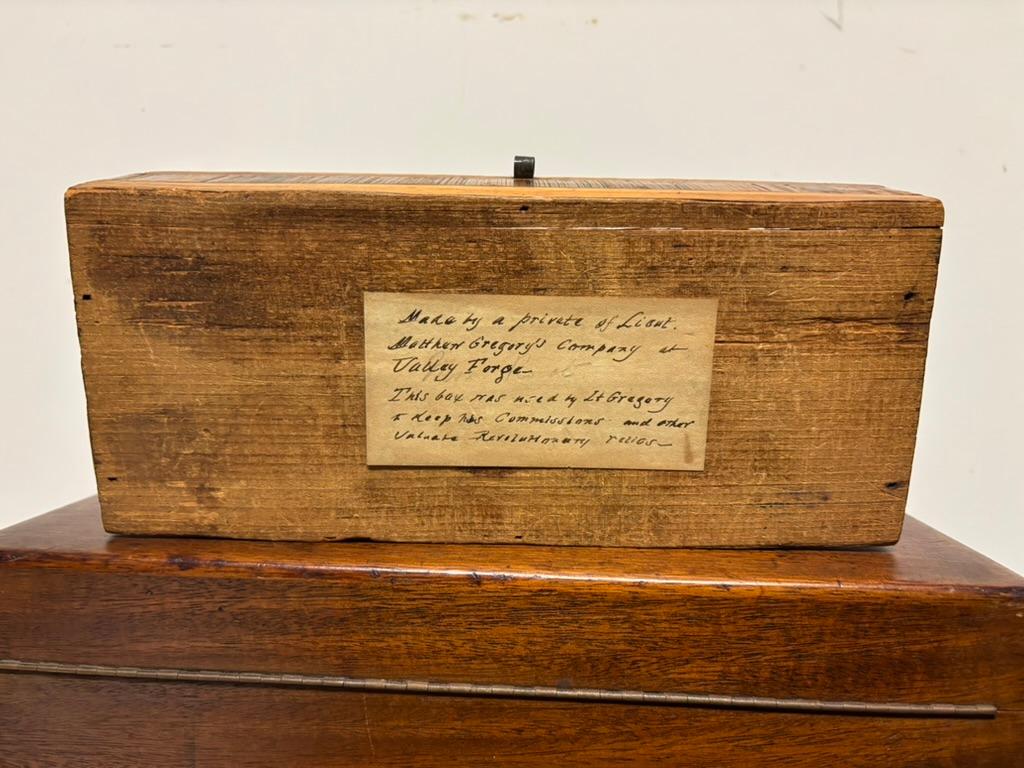 Made by a private of Lieut.
Matthew Gregory's Company at
Valley Forge
This box was used by Lt Gregory
to keep his Commissions and other
Valuable Revolutionary relics